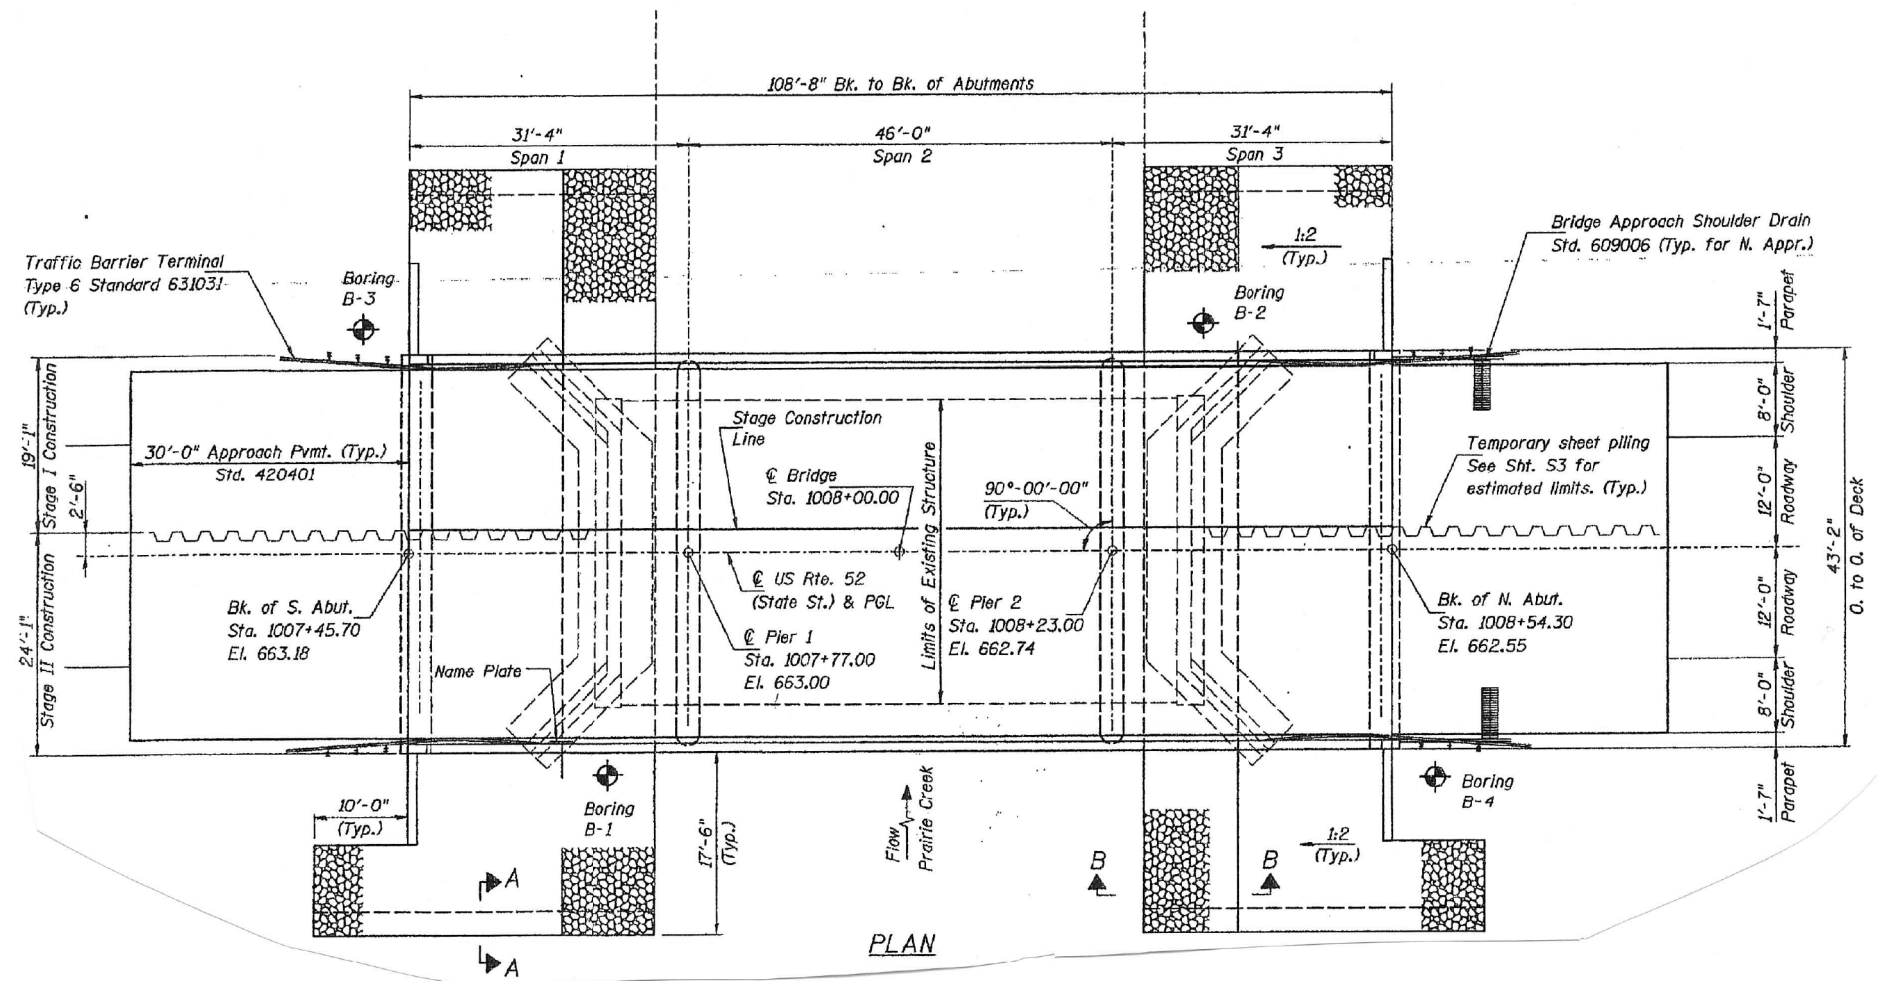 108'-8" Bk. to Bk. of Abutments
31'-4"
Span 1
46'-0"
Span 2
31'-4"
Span 3
1:2
(Typ.)
Bridge Approach Shoulder Drain
Std. 609006 (Typ. for N. Appr.)
Traffic Barrier Terminal
Type 6 Standard 631031
(Typ.)
Boring
B-3
Boring
B-2
1'-7"
Parapet
8'-0"
Shoulder
12'-0"
Roadway
12'-0"
Roadway
8'-0"
Shoulder
1'-7"
Parapet
43'-2"
O. to O. of Deck
19'-1"
Stage I Construction
2'-6"
24'-1"
Stage II Construction
30'-0" Approach Pvmt. (Typ.)
Std. 420401
Stage Construction
Line
℄ Bridge
Sta. 1008+00.00
Limits of Existing Structure
90°-00'-00"
(Typ.)
Temporary sheet piling
See Sht. S3 for
estimated limits. (Typ.)
Bk. of S. Abut.
Sta. 1007+45.70
El. 663.18
℄ US Rte. 52
(State St.) & PGL
℄ Pier 1
Sta. 1007+77.00
El. 663.00
℄ Pier 2
Sta. 1008+23.00
El. 662.74
Bk. of N. Abut.
Sta. 1008+54.30
El. 662.55
Name Plate
10'-0"
(Typ.)
Boring
B-1
17'-6"
(Typ.)
Flow
Prairie Creek
Boring
B-4
1:2
(Typ.)
A
A
B
B
PLAN